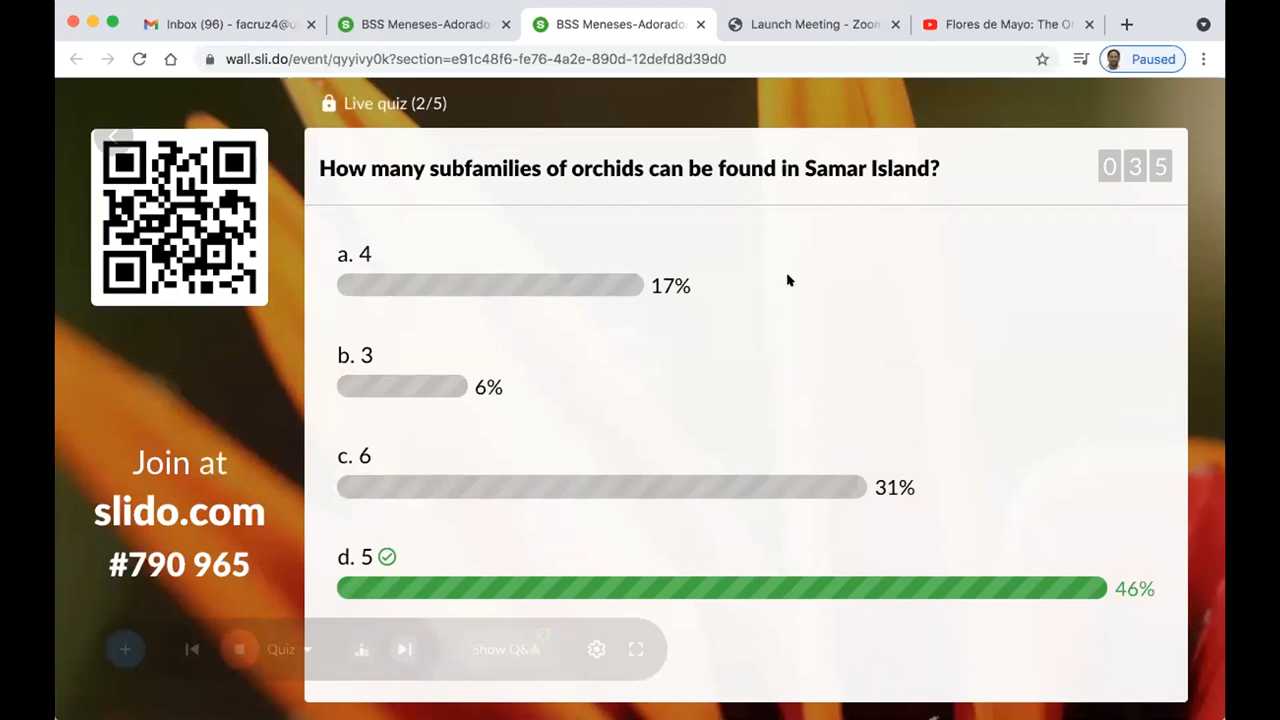 Inbox (96) - facruz4@u
BSS Meneses-Adorado
BSS Meneses-Adorado
Launch Meeting - Zoom
Flores de Mayo: The O
wall.sli.do/event/qyyivy0k?section=e91c48f6-fe76-4a2e-890d-12defd8d39d0
Paused
Live quiz (2/5)
How many subfamilies of orchids can be found in Samar Island?
035
a. 4
17%
b. 3
6%
c. 6
31%
d. 5
46%
Join at
slido.com
#790 965
Quiz
Show Q&A